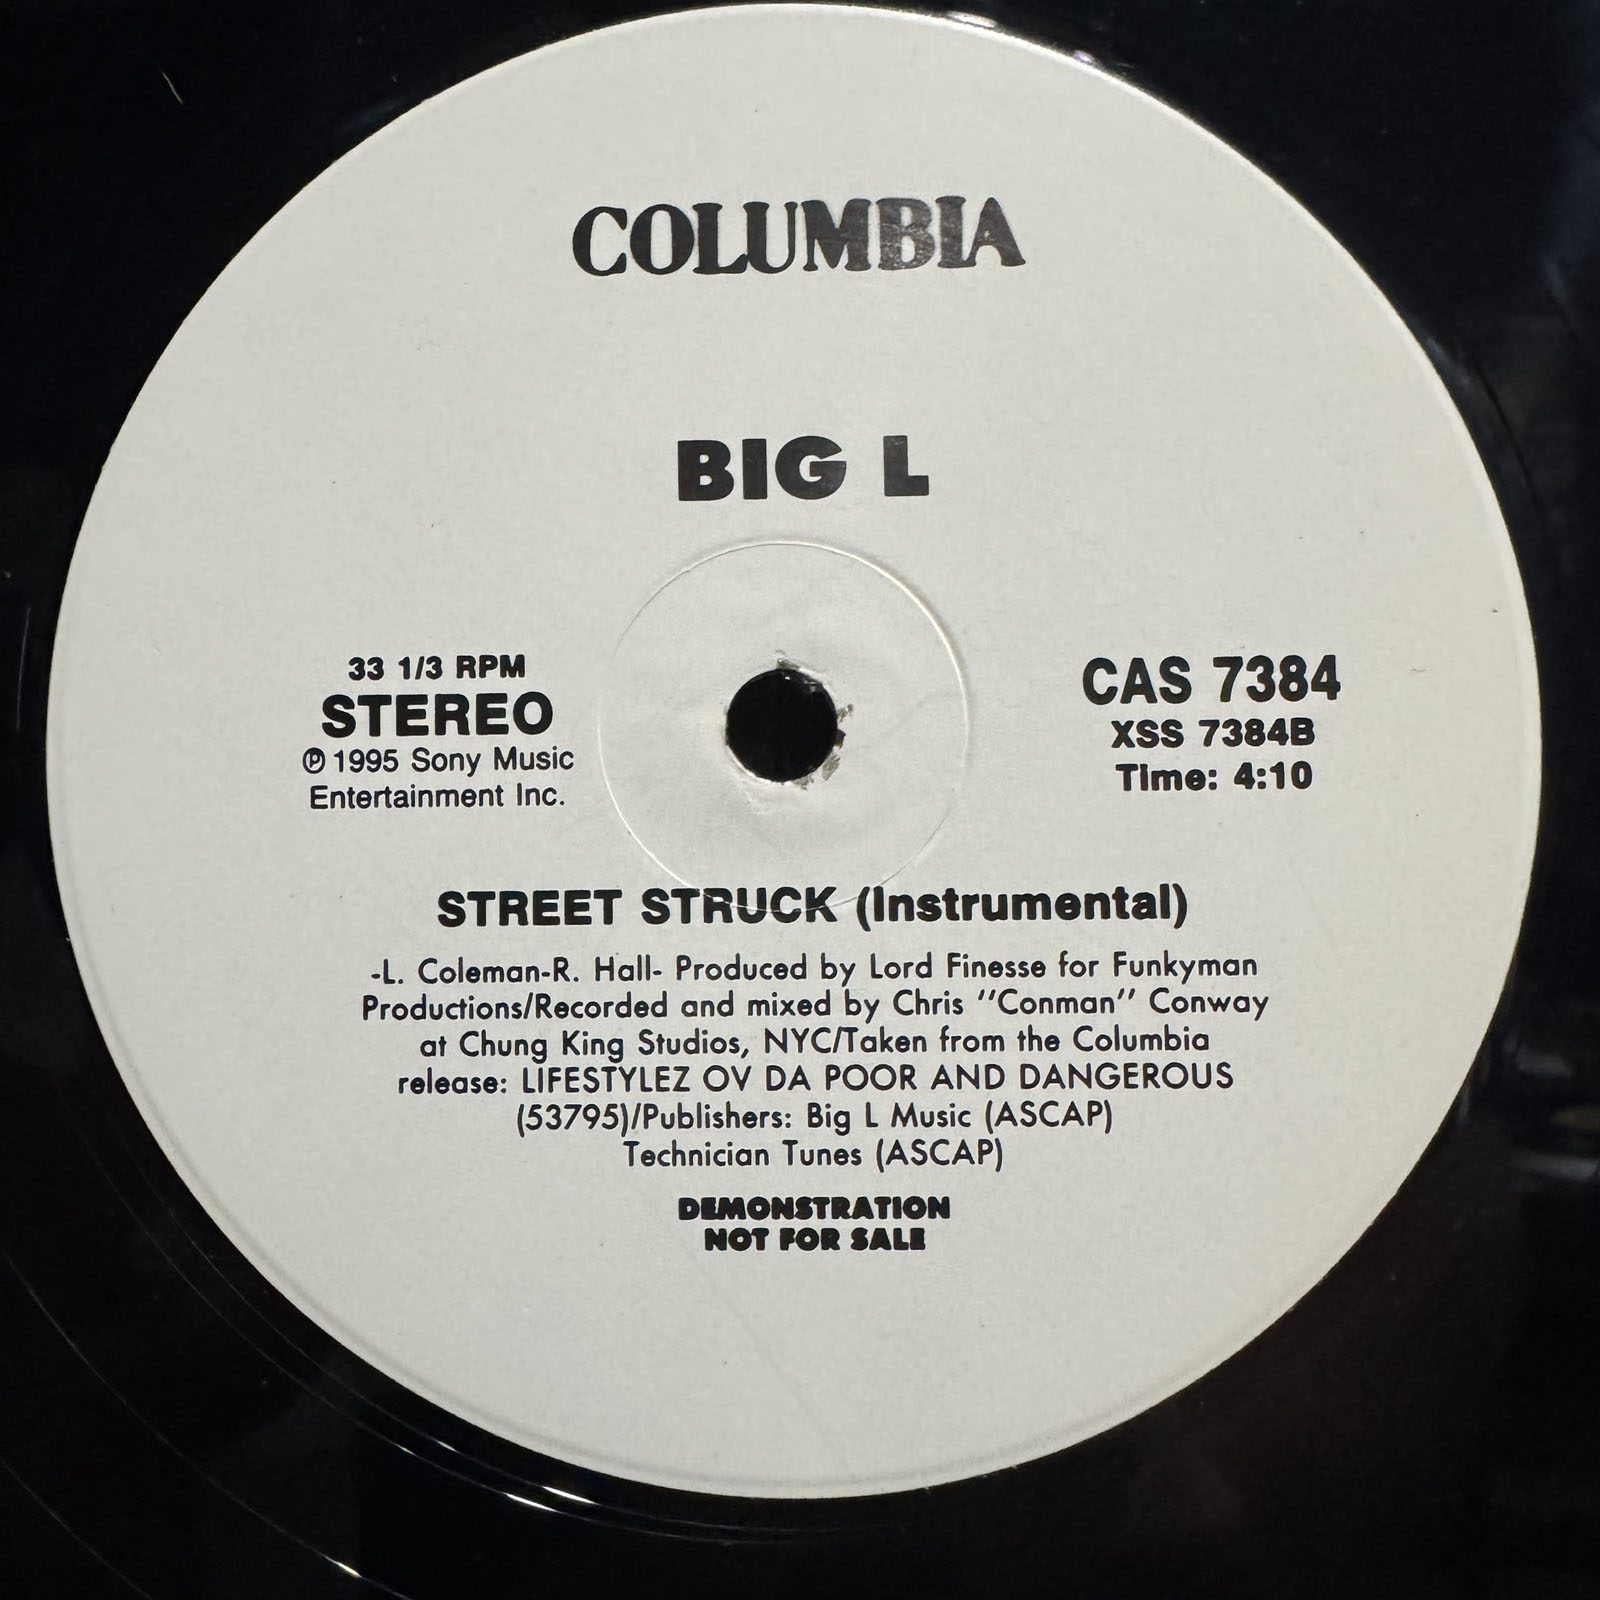 COLUMBIA
BIG L
33 1/3 RPM
STEREO
℗ 1995 Sony Music
Entertainment Inc.
CAS 7384
XSS 7384B
Time: 4:10
STREET STRUCK (Instrumental)
-L. Coleman-R. Hall- Produced by Lord Finesse for Funkyman
Productions/Recorded and mixed by Chris "Conman" Conway
at Chung King Studios, NYC/Taken from the Columbia
release: LIFESTYLEZ OV DA POOR AND DANGEROUS
(53795)/Publishers: Big L Music (ASCAP)
Technician Tunes (ASCAP)
DEMONSTRATION
NOT FOR SALE